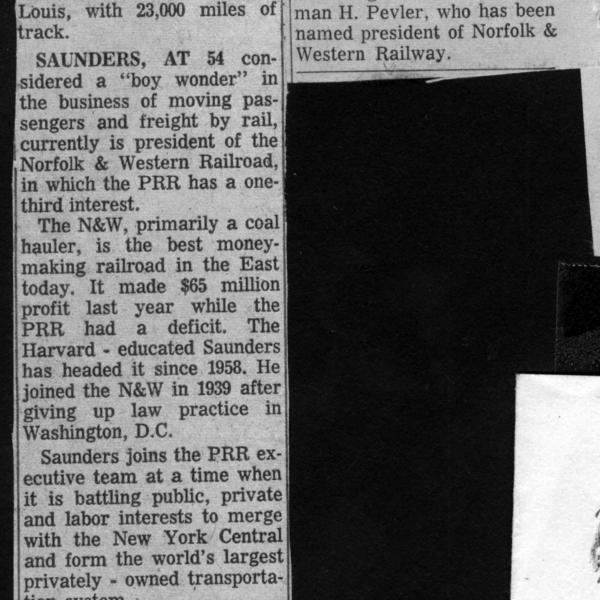 Louis, with 23,000 miles of
track.
SAUNDERS, AT 54 con-
sidered a "boy wonder" in
the business of moving pas-
sengers and freight by rail,
currently is president of the
Norfolk & Western Railroad,
in which the PRR has a one-
third interest.
The N&W, primarily a coal
hauler, is the best money-
making railroad in the East
today. It made $65 million
profit last year while the
PRR had a deficit. The
Harvard - educated Saunders
has headed it since 1958. He
joined the N&W in 1939 after
giving up law practice in
Washington, D.C.
Saunders joins the PRR ex-
ecutive team at a time when
it is battling public, private
and labor interests to merge
with the New York Central
and form the world's largest
privately - owned transporta-
tion system.
man H. Pevler, who has been
named president of Norfolk &
Western Railway.